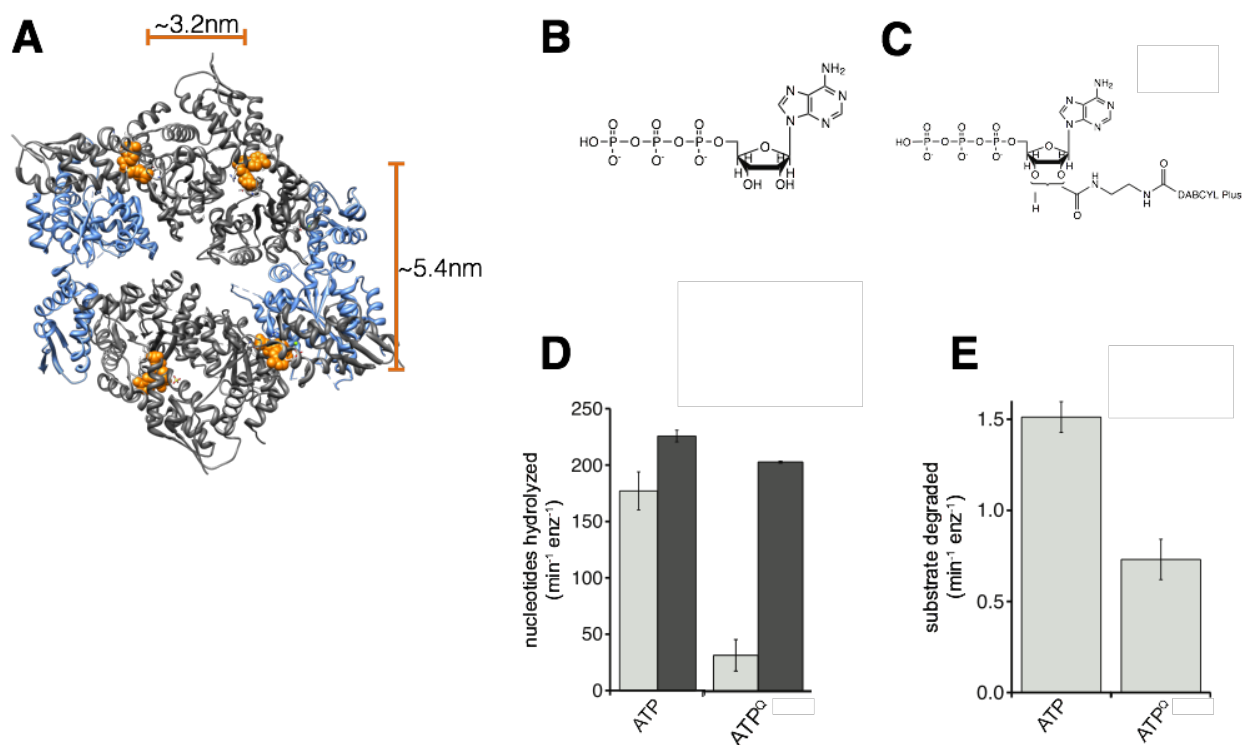 A
~3.2nm
~5.4nm
B
NH₂
N
N
N
N
O
O
O
HO-P-O-P-O-P-O
O⁻
O⁻
O⁻
O
H
H
H
H
OH
OH
C
NH₂
N
N
N
N
O
O
O
HO-P-O-P-O-P-O
O⁻
O⁻
O⁻
O
H
H
H
H
O
O
H
O
H
N
N
H
O
DABCYL Plus
D
nucleotides hydrolyzed
(min⁻¹ enz⁻¹)
250
200
150
100
50
0
ATP
ATP^Q
E
substrate degraded
(min⁻¹ enz⁻¹)
1.5
1.0
0.5
0.0
ATP
ATP^Q